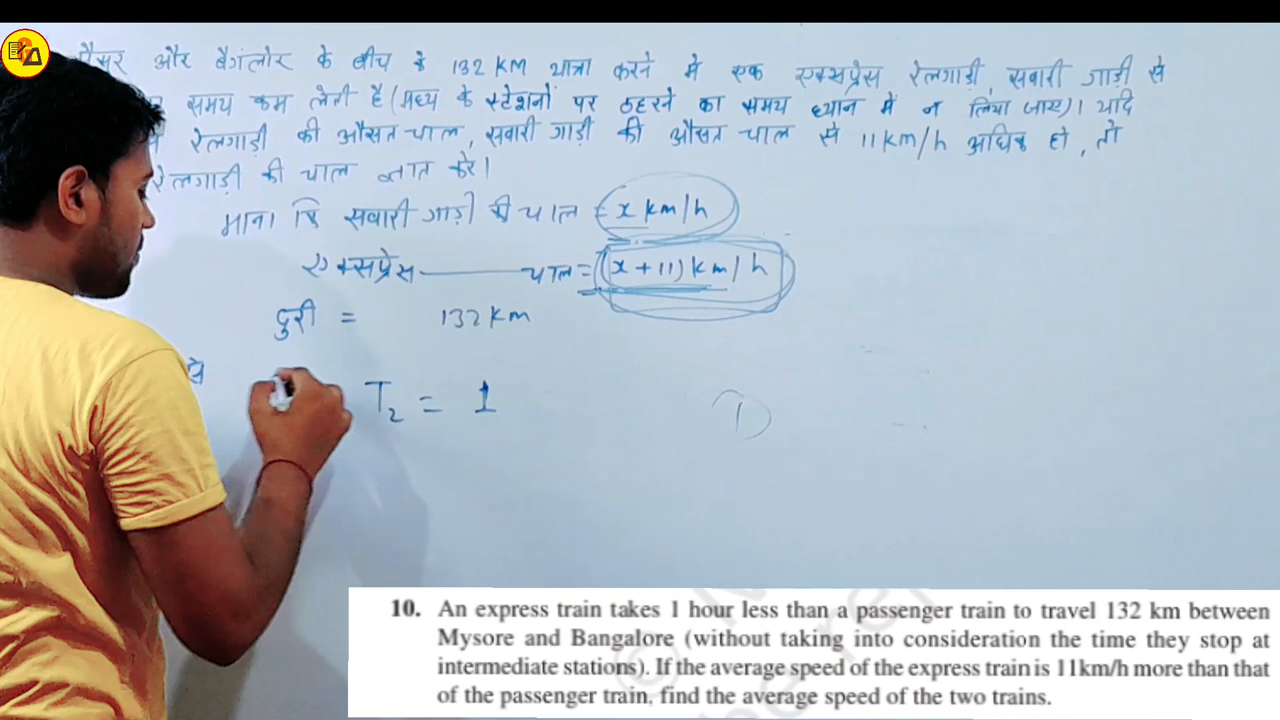 और बैगंलोर के बीच के 132 KM यात्रा करने में एक एक्सप्रेस रेलगाड़ी, सवारी गाड़ी से
समय कम लेती है (मध्य के स्टेशनों पर ठहरने का समय ध्यान में न लिया जाए)। यदि
रेलगाड़ी की औसत चाल, सवारी गाड़ी की औसत चाल से 11 km/h अधिक हो, तो
रेलगाड़ी की चाल ज्ञात करे।
माना कि सवारी गाड़ी की चाल = x km/h
एक्सप्रेस — चाल = (x + 11) km/h
दुरी = 132 km
से
T₂ = 1
D
10. An express train takes 1 hour less than a passenger train to travel 132 km between
Mysore and Bangalore (without taking into consideration the time they stop at
intermediate stations). If the average speed of the express train is 11km/h more than that
of the passenger train, find the average speed of the two trains.